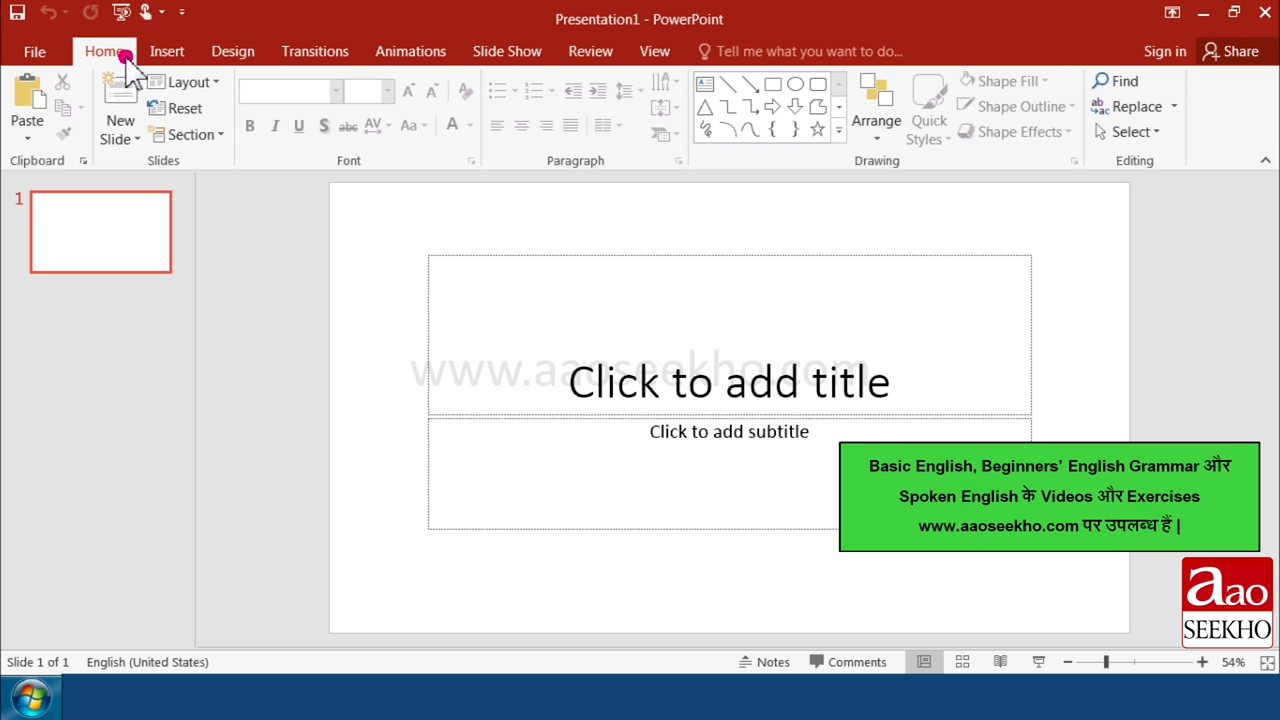 Presentation1 - PowerPoint
File Home Insert Design Transitions Animations Slide Show Review View Tell me what you want to do... Sign in Share
Paste
Clipboard
New Slide
Layout
Reset
Section
Slides
B I U S abc AV Aa A
Font
Paragraph
Arrange
Quick Styles
Shape Fill
Shape Outline
Shape Effects
Drawing
Find
Replace
Select
Editing
1
www.aaoseekho.com
Click to add title
Click to add subtitle
Basic English, Beginners’ English Grammar और
Spoken English के Videos और Exercises
www.aaoseekho.com पर उपलब्ध हैं |
aao
SEEKHO
Slide 1 of 1 English (United States) Notes Comments 54%